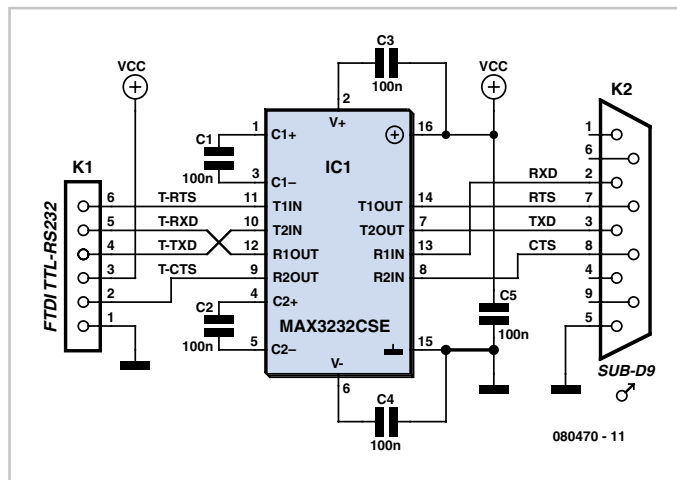 C3
100n
VCC
VCC
K2
2
V+
1
C1+
16
1
6
C1
100n
IC1
K1
3
C1–
RXD
2
6
T-RTS
11
T1IN
T1OUT
14
RTS
7
5
T-RXD
10
T2IN
T2OUT
7
TXD
3
4
T-TXD
12
R1OUT
R1IN
13
CTS
8
3
T-CTS
9
R2OUT
R2IN
8
4
2
4
C2+
C5
100n
9
1
C2
100n
MAX3232CSE
5
5
C2–
15
FTDI TTL-RS232
V-
6
SUB-D9
C4
100n
080470 - 11